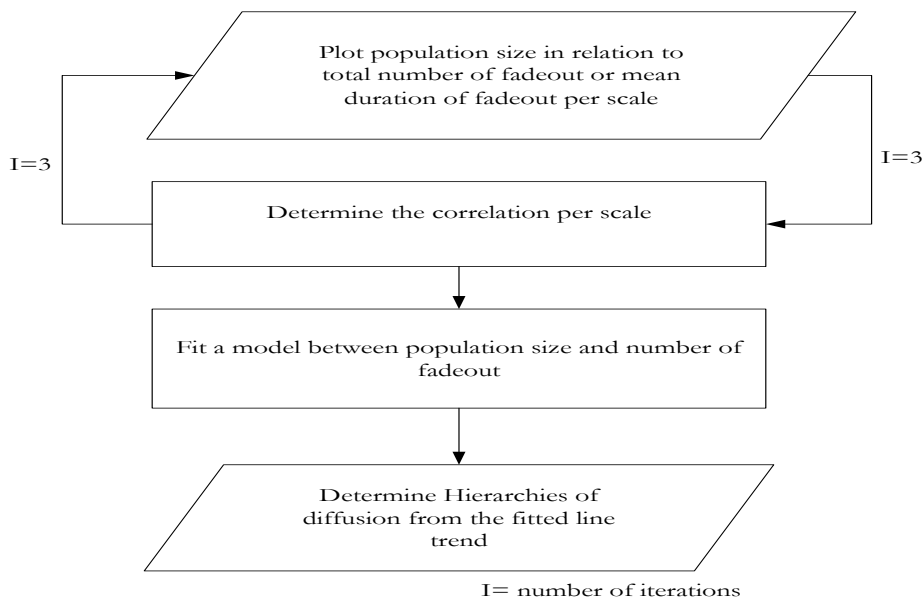 Plot population size in relation to
total number of fadeout or mean
duration of fadeout per scale
I=3
I=3
Determine the correlation per scale
Fit a model between population size and number of
fadeout
Determine Hierarchies of
diffusion from the fitted line
trend
I= number of iterations